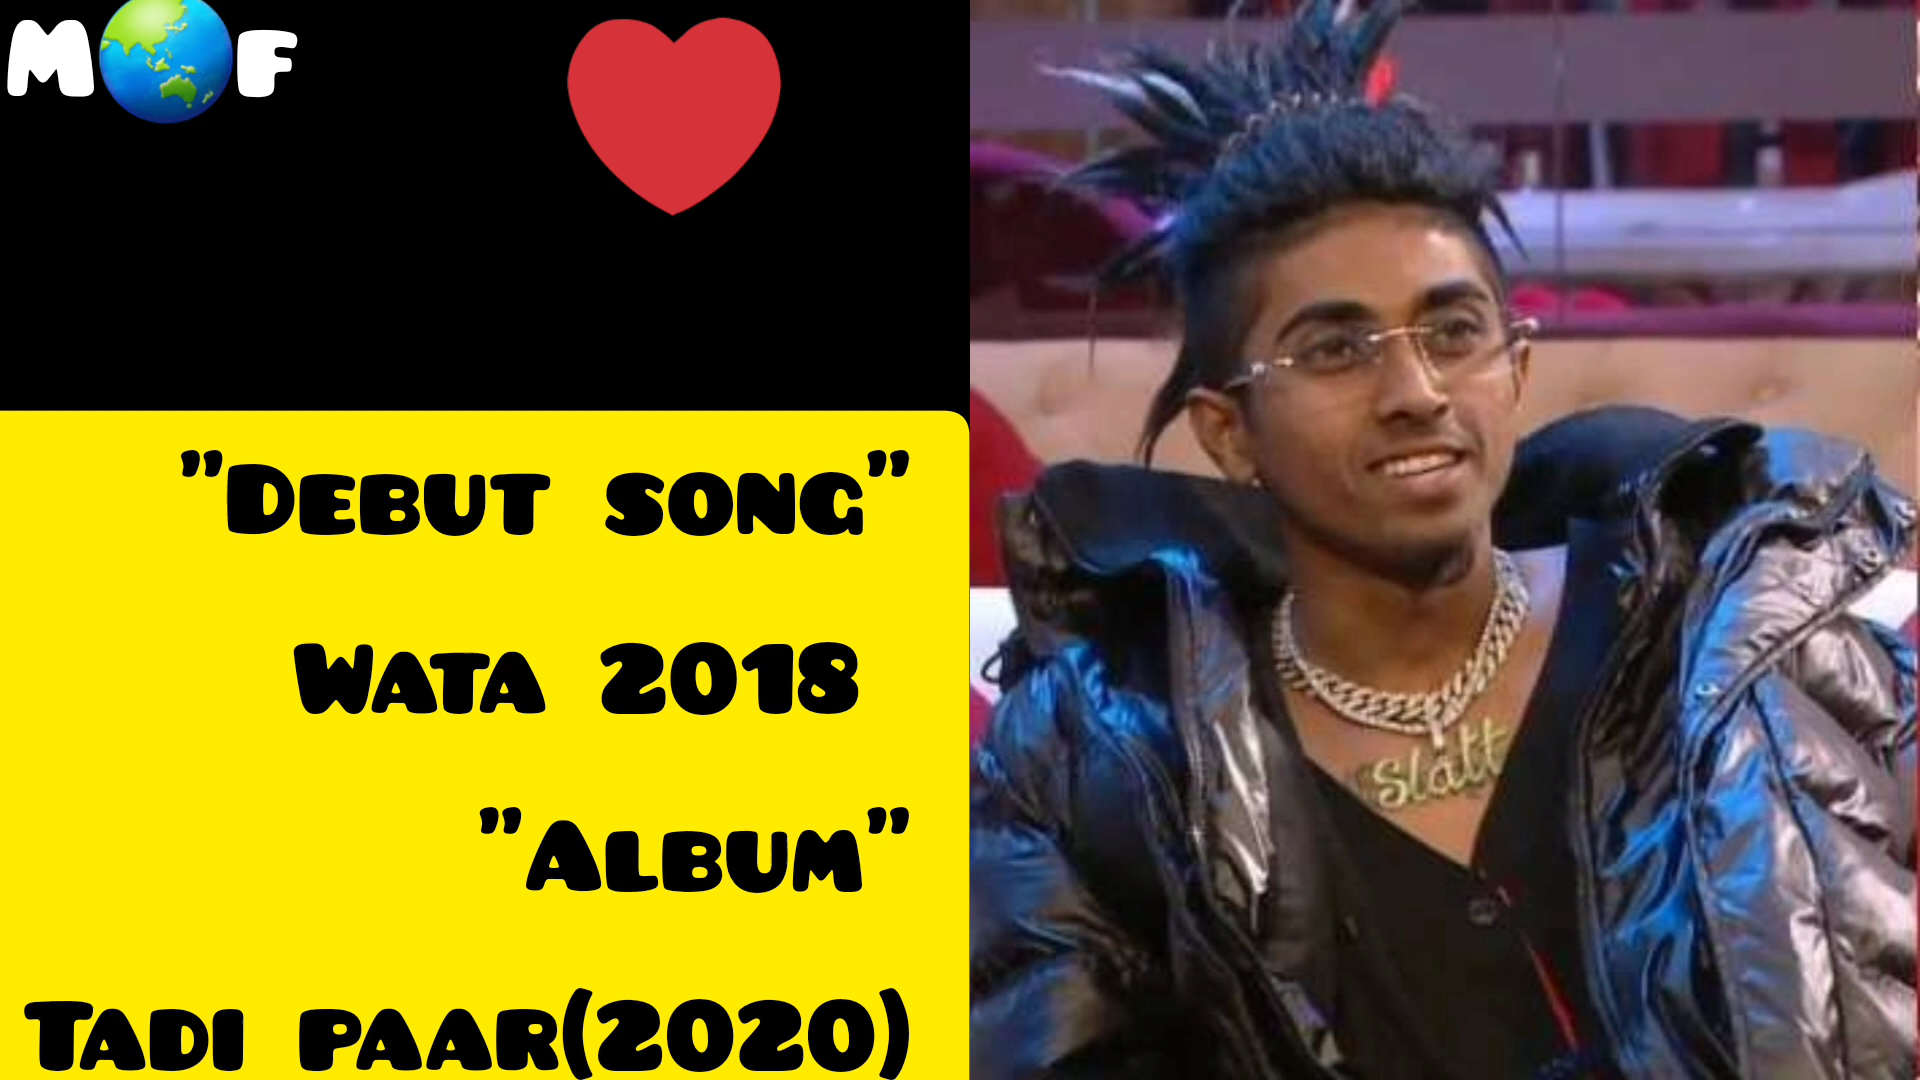 M🌏F
"Debut song"
Wata 2018
"Album"
Tadi paar(2020)
Slatt